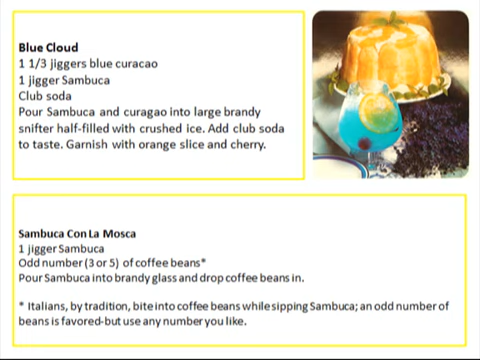 Blue Cloud
1 1/3 jiggers blue curacao
1 jigger Sambuca
Club soda
Pour Sambuca and curagao into large brandy
snifter half-filled with crushed ice. Add club soda
to taste. Garnish with orange slice and cherry.
Sambuca Con La Mosca
1 jigger Sambuca
Odd number (3 or 5) of coffee beans*
Pour Sambuca into brandy glass and drop coffee beans in.
* Italians, by tradition, bite into coffee beans while sipping Sambuca; an odd number of
beans is favored-but use any number you like.